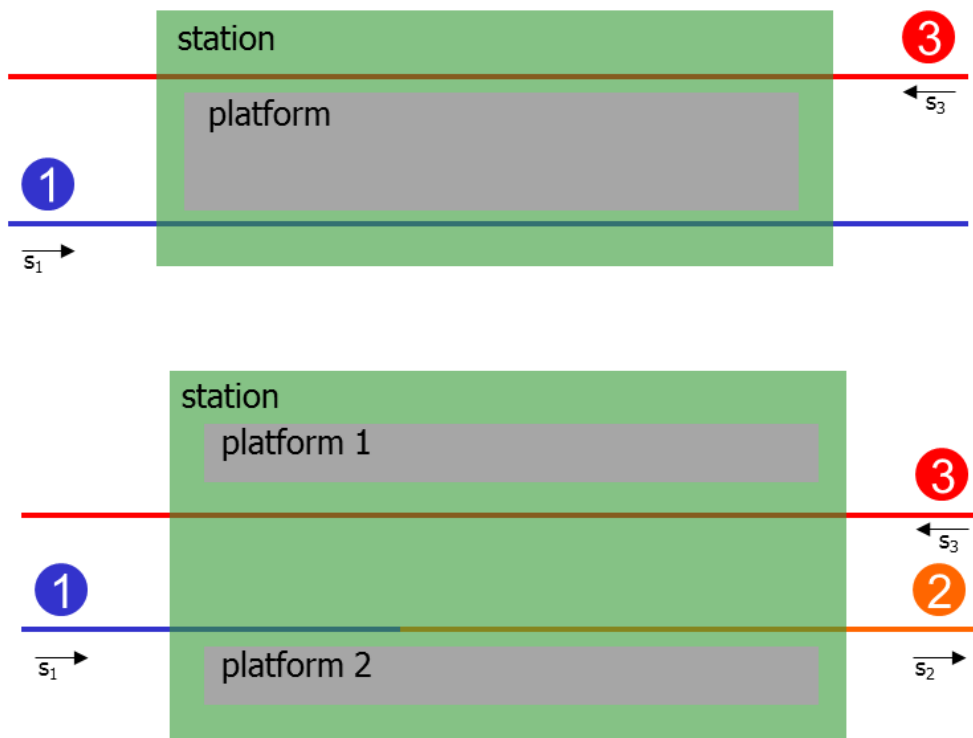 station
3
platform
s3
1
s1
station
platform 1
3
s3
1
2
platform 2
s1
s2